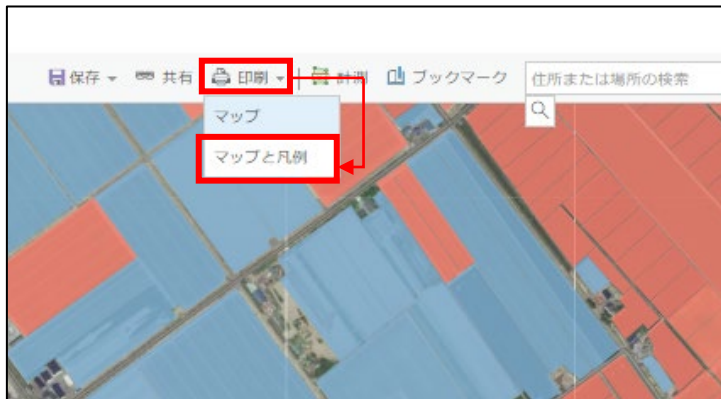 保存 共有 印刷 計測 ブックマーク 住所または場所の検索
マップ
マップと凡例